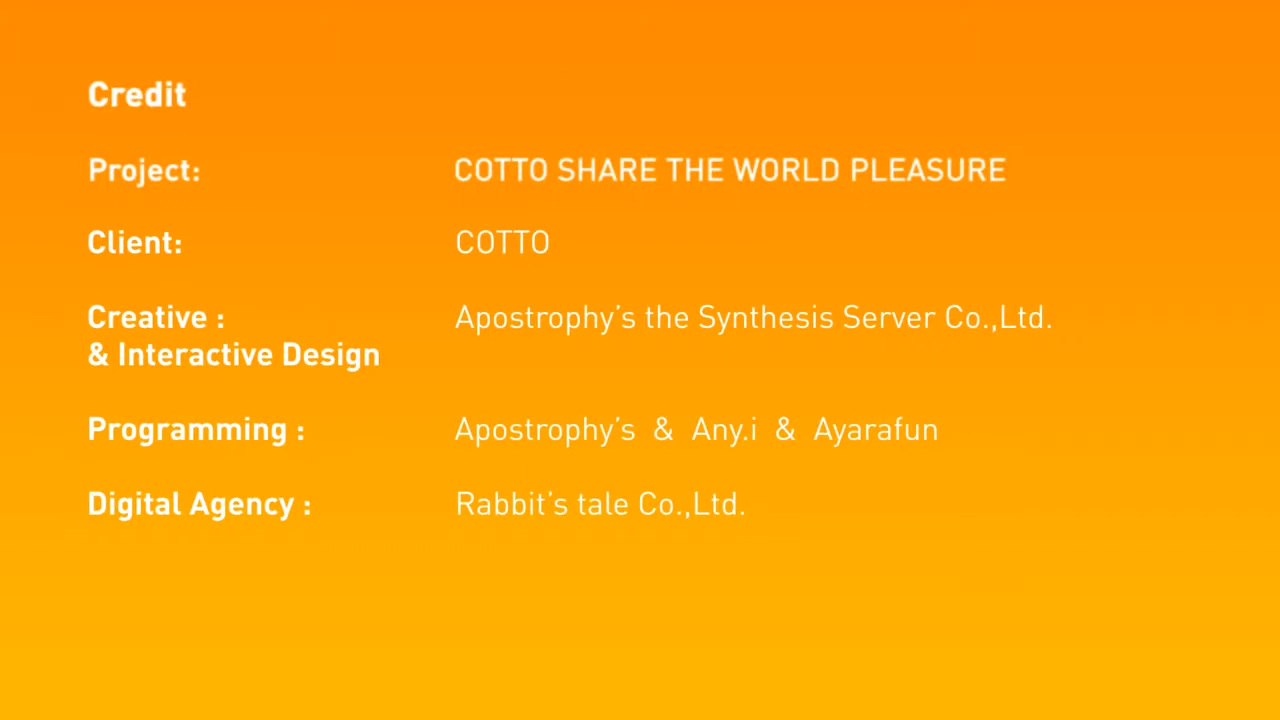 Credit
Project: COTTO SHARE THE WORLD PLEASURE
Client: COTTO
Creative : Apostrophy’s the Synthesis Server Co.,Ltd.
& Interactive Design
Programming : Apostrophy’s & Any.i & Ayarafun
Digital Agency : Rabbit’s tale Co.,Ltd.